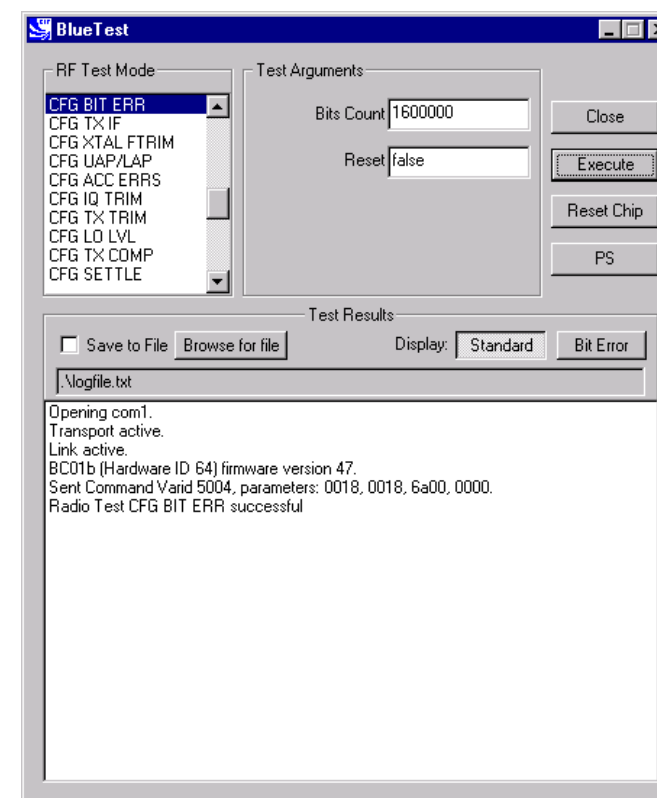 BlueTest
RF Test Mode
CFG BIT ERR
CFG TX IF
CFG XTAL FTRIM
CFG UAP/LAP
CFG ACC ERRS
CFG IQ TRIM
CFG TX TRIM
CFG LO LVL
CFG TX COMP
CFG SETTLE
Test Arguments
Bits Count 1600000
Reset false
Close
Execute
Reset Chip
PS
Test Results
Save to File Browse for file Display: Standard Bit Error
.\logfile.txt
Opening com1.
Transport active.
Link active.
BC01b (Hardware ID 64) firmware version 47.
Sent Command Varid 5004, parameters: 0018, 0018, 6a00, 0000.
Radio Test CFG BIT ERR successful